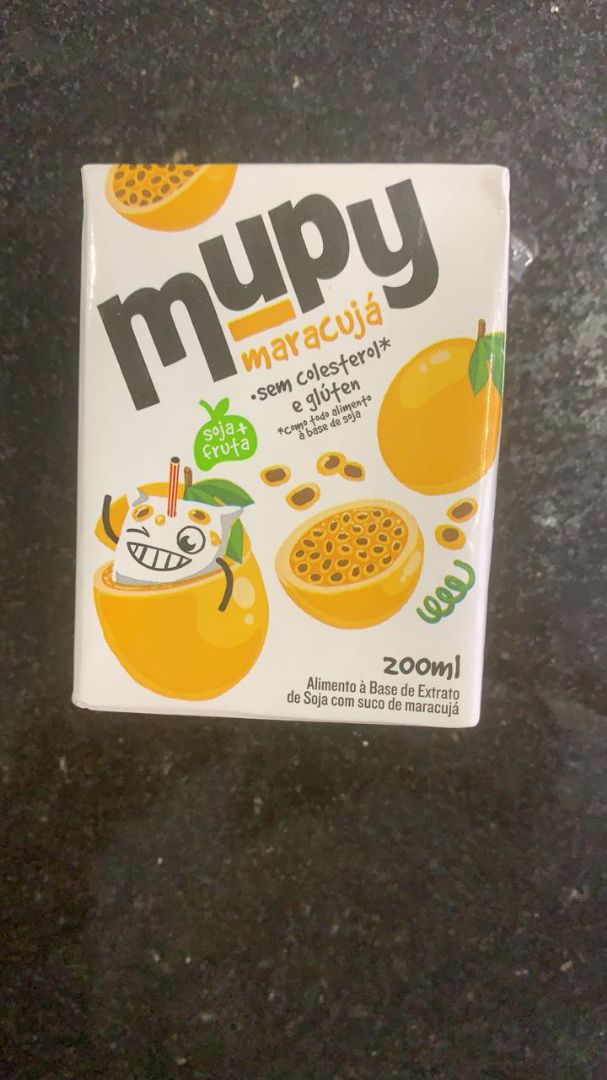 mupy
maracujá
•sem colesterol*
e glúten
*como todo alimento
à base de soja
soja+
fruta
200ml
Alimento à Base de Extrato
de Soja com suco de maracujá